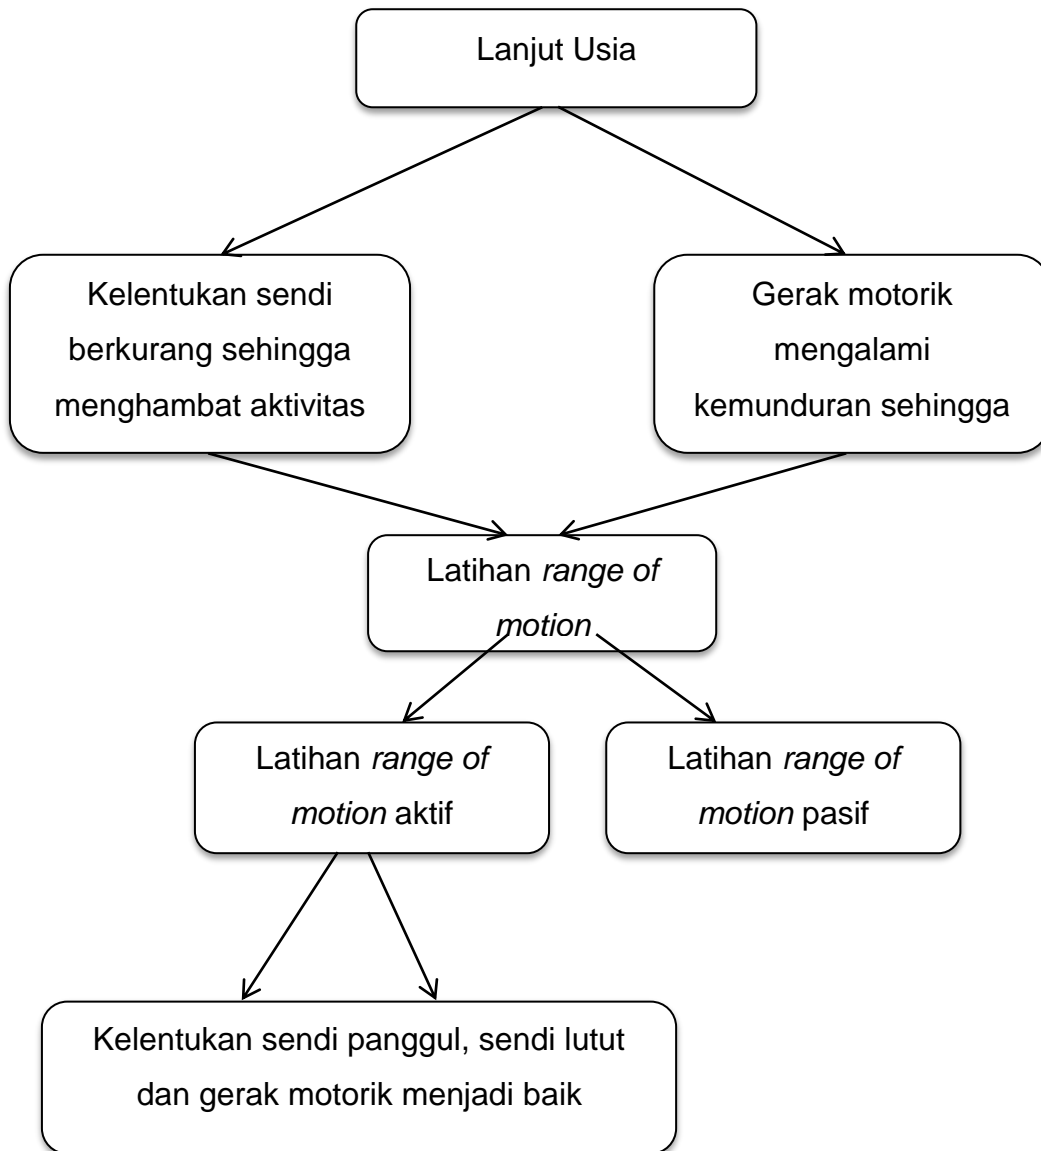 Lanjut Usia
Kelentukan sendi
berkurang sehingga
menghambat aktivitas
Gerak motorik
mengalami
kemunduran sehingga
Latihan range of
motion
Latihan range of
motion aktif
Latihan range of
motion pasif
Kelentukan sendi panggul, sendi lutut
dan gerak motorik menjadi baik